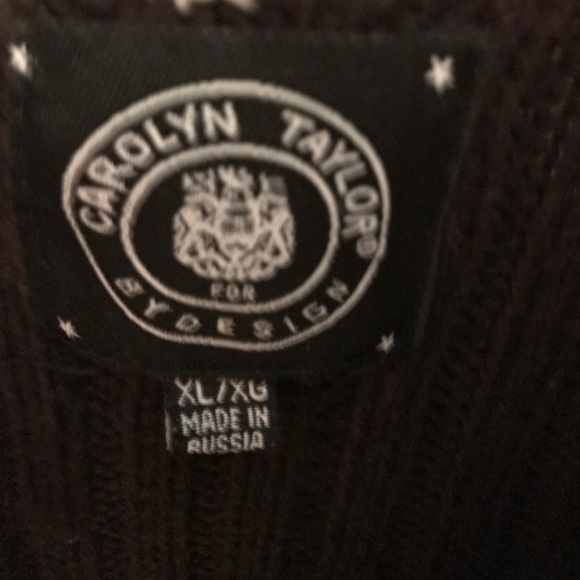 CAROLYN TAYLOR®
FOR
BYDESIGN
XL/XG
MADE IN
RUSSIA